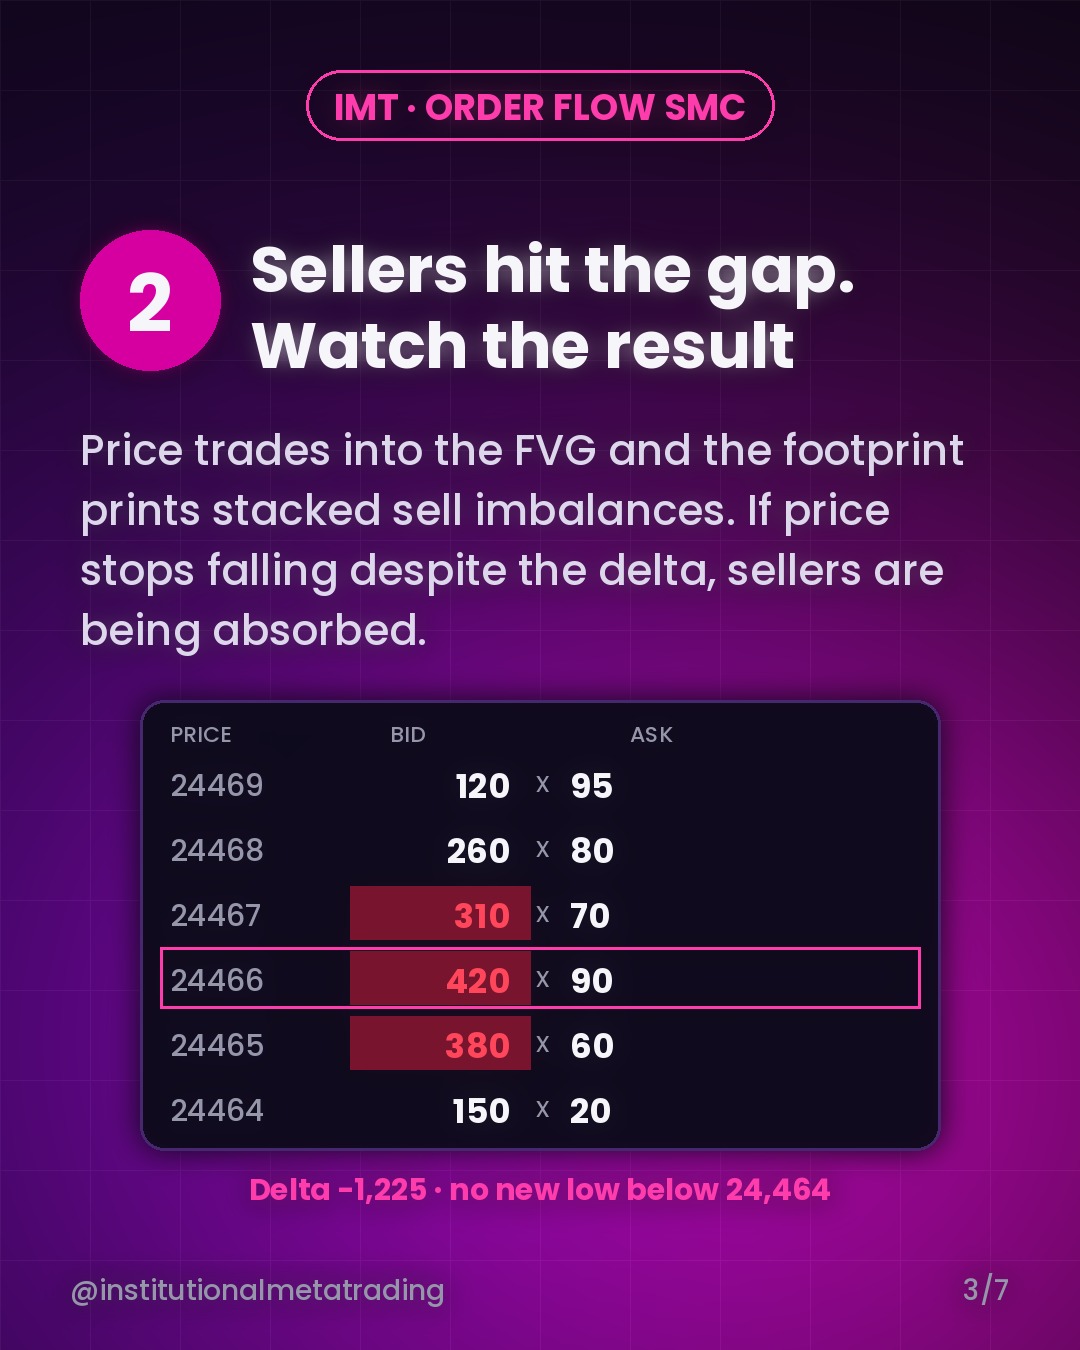 IMT · ORDER FLOW SMC
2
Sellers hit the gap.
Watch the result
Price trades into the FVG and the footprint
prints stacked sell imbalances. If price
stops falling despite the delta, sellers are
being absorbed.
PRICE BID ASK
24469 120 x 95
24468 260 x 80
24467 310 x 70
24466 420 x 90
24465 380 x 60
24464 150 x 20
Delta −1,225 · no new low below 24,464
@institutionalmetatrading
3/7